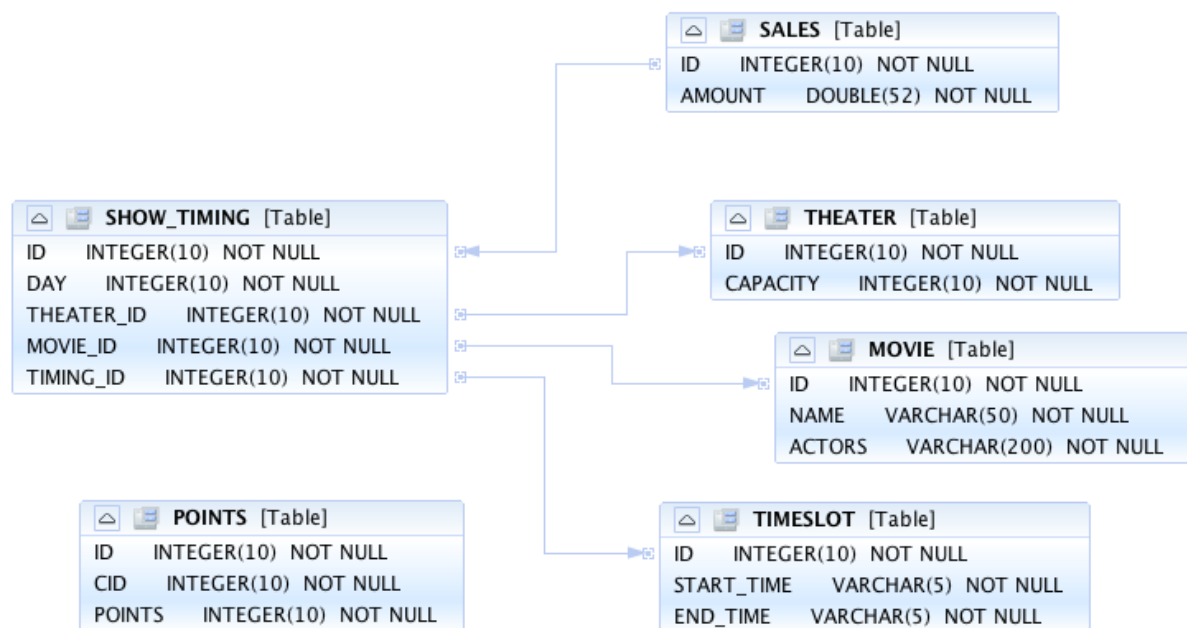 SALES [Table]
ID INTEGER(10) NOT NULL
AMOUNT DOUBLE(52) NOT NULL
SHOW_TIMING [Table]
ID INTEGER(10) NOT NULL
DAY INTEGER(10) NOT NULL
THEATER_ID INTEGER(10) NOT NULL
MOVIE_ID INTEGER(10) NOT NULL
TIMING_ID INTEGER(10) NOT NULL
THEATER [Table]
ID INTEGER(10) NOT NULL
CAPACITY INTEGER(10) NOT NULL
MOVIE [Table]
ID INTEGER(10) NOT NULL
NAME VARCHAR(50) NOT NULL
ACTORS VARCHAR(200) NOT NULL
POINTS [Table]
ID INTEGER(10) NOT NULL
CID INTEGER(10) NOT NULL
POINTS INTEGER(10) NOT NULL
TIMESLOT [Table]
ID INTEGER(10) NOT NULL
START_TIME VARCHAR(5) NOT NULL
END_TIME VARCHAR(5) NOT NULL